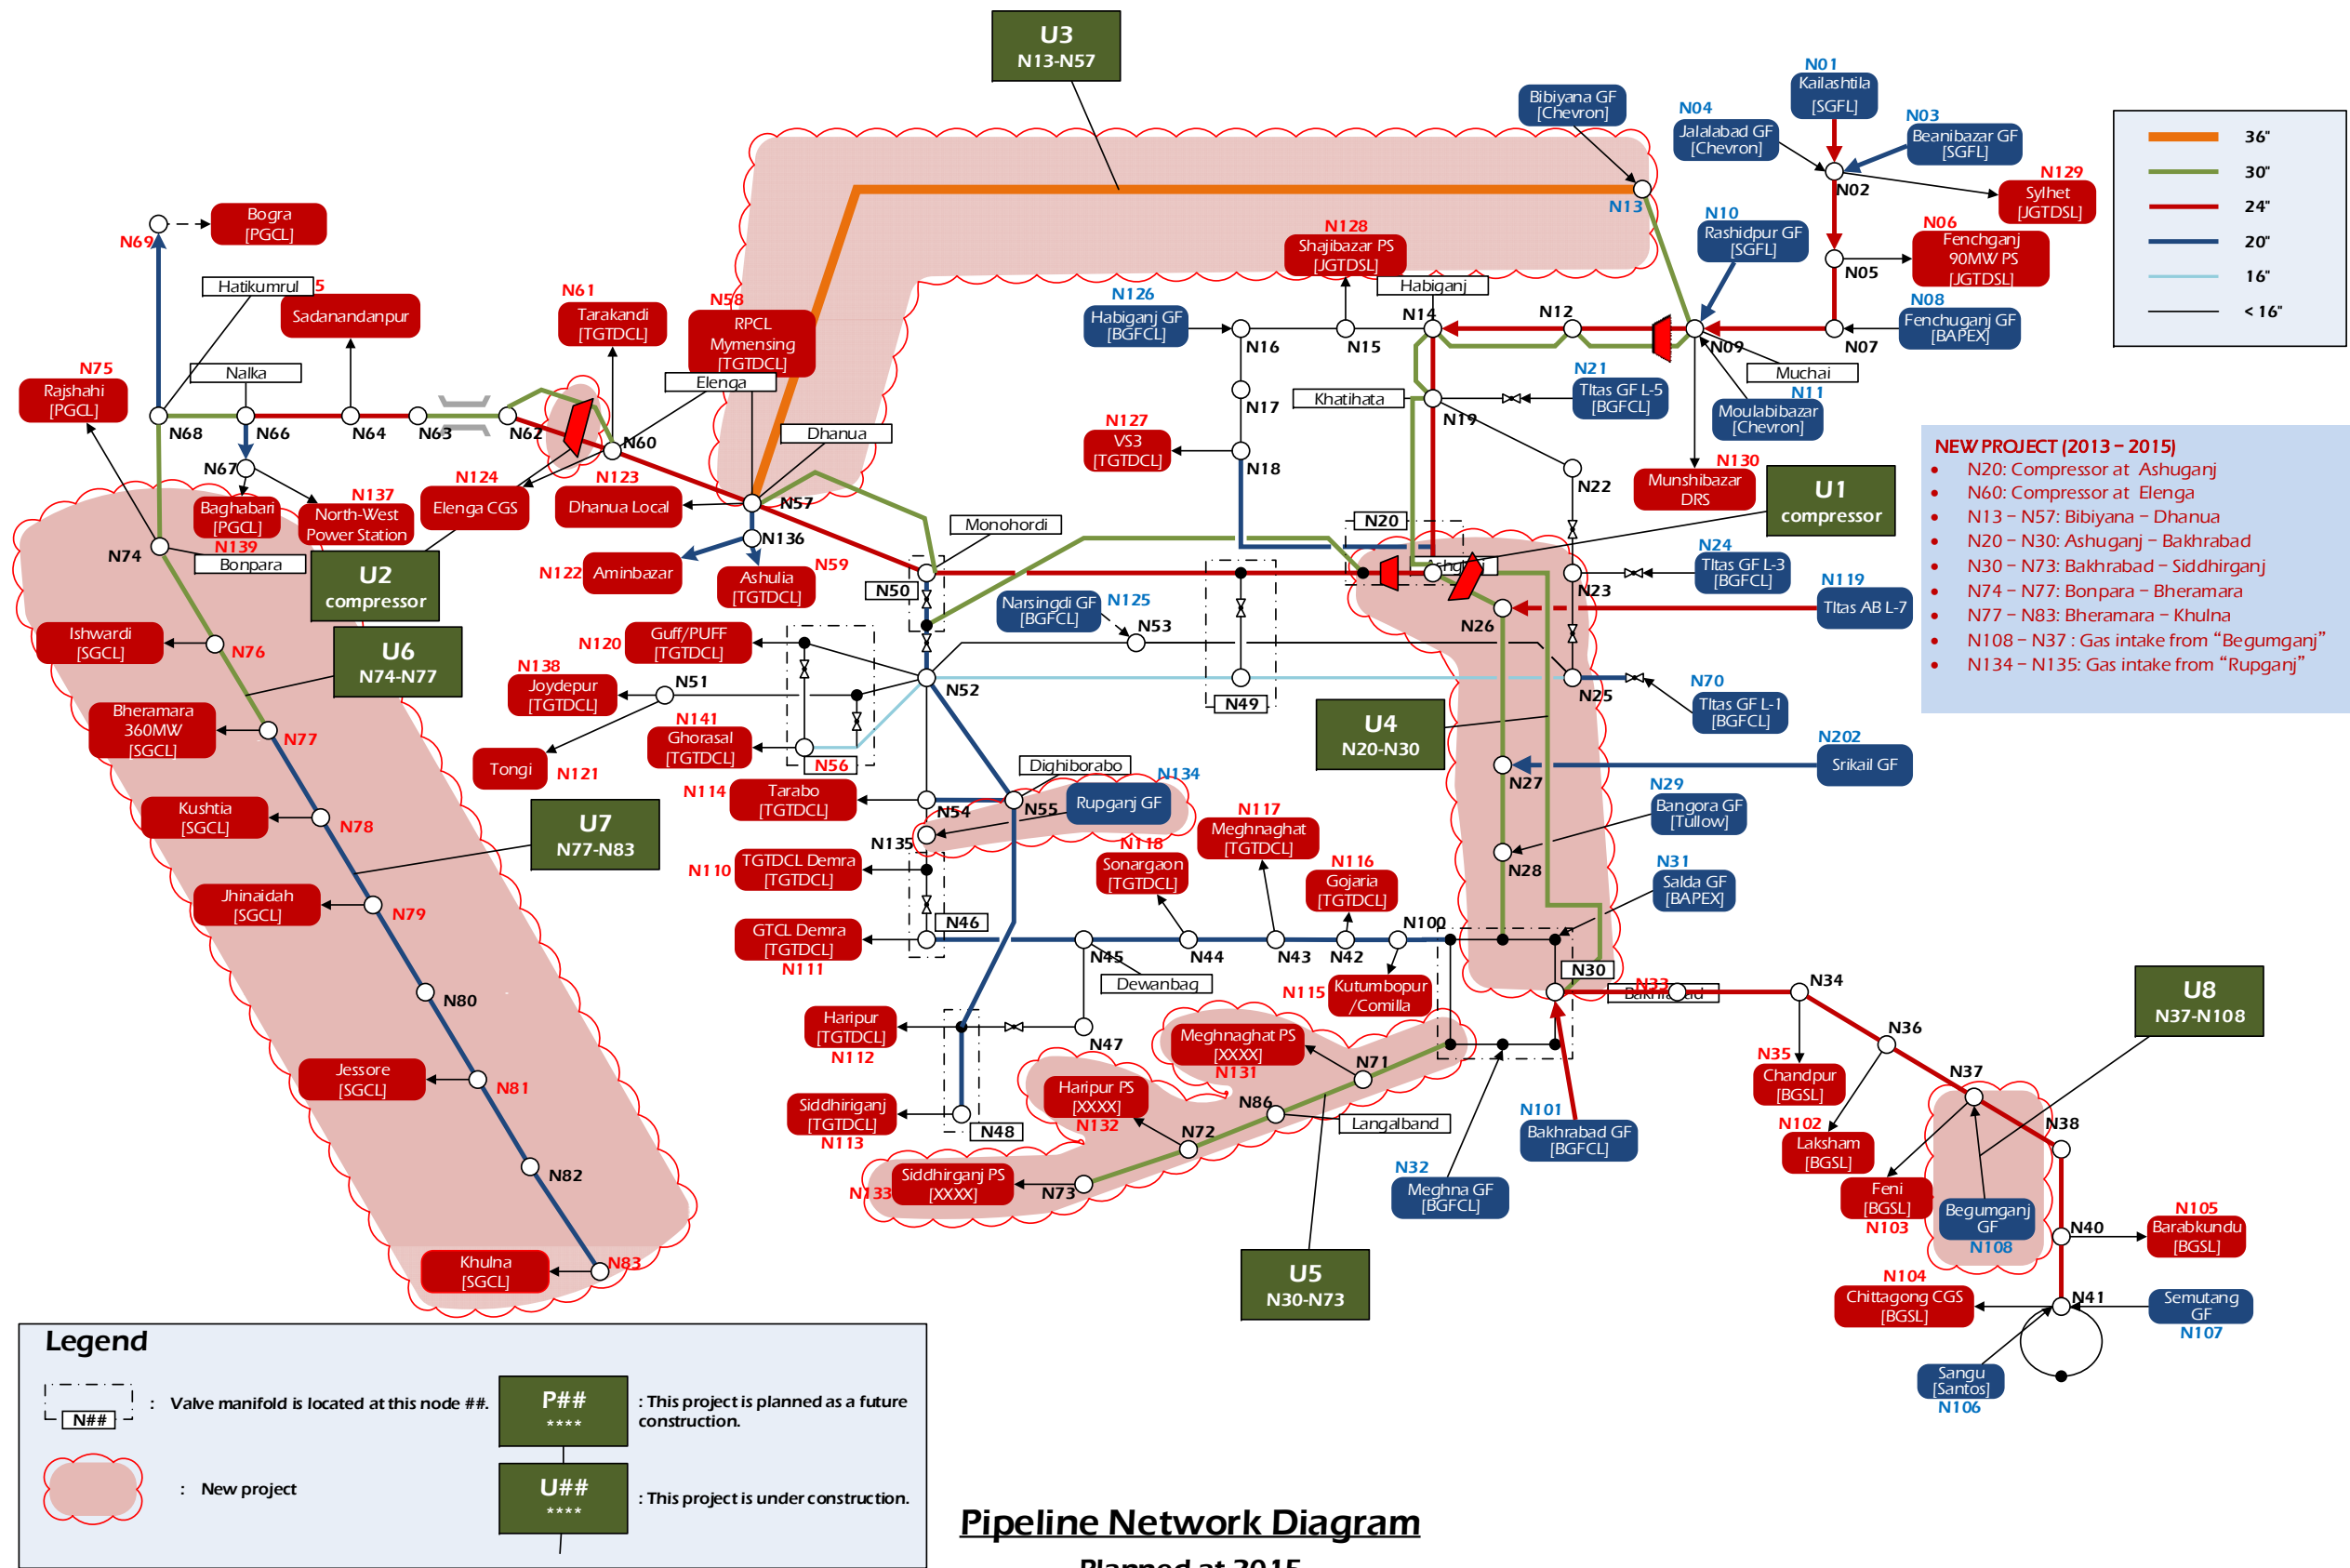 U3
N13-N57
N01
Kailashtila
[SGFL]
Bibiyana GF
[Chevron]
N04
Jalalabad GF
[Chevron]
N03
Beanibazar GF
[SGFL]
36"
30"
24"
20"
16"
< 16"
N02
N129
Sylhet
[JGTDSL]
N13
N10
Rashidpur GF
[SGFL]
N06
Fenchganj
90MW PS
[JGTDSL]
N05
N08
Fenchuganj GF
[BAPEX]
N07
N128
Shajibazar PS
[JGTDSL]
Habiganj
N126
Habiganj GF
[BGFCL]
N16
N15
N14
N12
N09
Muchai
N11
Moulabibazar
[Chevron]
N69
Bogra
[PGCL]
Hatikumrul
5
Sadanandanpur
N61
Tarakandi
[TGTDCL]
N58
RPCL
Mymensing
[TGTDCL]
Elenga
N75
Rajshahi
[PGCL]
Nalka
N68
N66
N64
N63
N62
N60
N67
Dhanua
N17
N127
VS3
[TGTDCL]
N18
Khatihata
N19
N21
TItas GF L-5
[BGFCL]
N22
N130
Munshibazar
DRS
U1
compressor
NEW PROJECT (2013 – 2015)
• N20: Compressor at Ashuganj
• N60: Compressor at Elenga
• N13 – N57: Bibiyana – Dhanua
• N20 – N30: Ashuganj – Bakhrabad
• N30 – N73: Bakhrabad – Siddhirganj
• N74 – N77: Bonpara – Bheramara
• N77 – N83: Bheramara – Khulna
• N108 – N37 : Gas intake from “Begumganj”
• N134 – N135: Gas intake from “Rupganj”
Baghabari
[PGCL]
N137
North-West
Power Station
N139
Bonpara
N74
N124
Elenga CGS
N123
Dhanua Local
N57
N136
N122
Aminbazar
Ashulia
[TGTDCL]
N59
Monohordi
N50
N20
N23
N24
TItas GF L-3
[BGFCL]
N119
TItas AB L-7
N26
U2
compressor
Narsingdi GF
[BGFCL]
N125
N53
Ishwardi
[SGCL]
N76
U6
N74-N77
N120
Guff/PUFF
[TGTDCL]
N138
Joydepur
[TGTDCL]
N51
N52
N49
N25
N70
TItas GF L-1
[BGFCL]
Bheramara
360MW
[SGCL]
N77
N141
Ghorasal
[TGTDCL]
N56
Tongi
N121
U4
N20-N30
N202
Srikail GF
N27
Dighiborabo
N134
Rupganj GF
N114
Tarabo
[TGTDCL]
N54
N55
N135
N29
Bangora GF
[Tullow]
N28
Kushtia
[SGCL]
N78
U7
N77-N83
N110
TGTDCL Demra
[TGTDCL]
N117
Meghnaghat
[TGTDCL]
N118
Sonargaon
[TGTDCL]
N116
Gojaria
[TGTDCL]
N31
Salda GF
[BAPEX]
Jhinaidah
[SGCL]
N79
GTCL Demra
[TGTDCL]
N111
N46
N45
N44
N43
N42
N100
Dewanbag
N115
Kutumbopur
/Comilla
N30
N33
N34
N80
Haripur
[TGTDCL]
N112
N47
Meghnaghat PS
[XXXX]
N131
N71
N36
U8
N37-N108
Jessore
[SGCL]
N81
Siddhiriganj
[TGTDCL]
N113
N48
Haripur PS
[XXXX]
N132
N86
Langalband
N72
N35
Chandpur
[BGSL]
N37
N101
Bakhrabad GF
[BGFCL]
N102
Laksham
[BGSL]
N38
N82
N133
Siddhirganj PS
[XXXX]
N73
N32
Meghna GF
[BGFCL]
Feni
[BGSL]
N103
Begumganj
GF
N108
N105
Barabkundu
[BGSL]
N40
Khulna
[SGCL]
N83
U5
N30-N73
N104
Chittagong CGS
[BGSL]
N41
Semutang
GF
N107
Sangu
[Santos]
N106
Legend
N##
: Valve manifold is located at this node ##.
P##
****
: This project is planned as a future
construction.
: New project
U##
****
: This project is under construction.
Pipeline Network Diagram
Planned at 2015